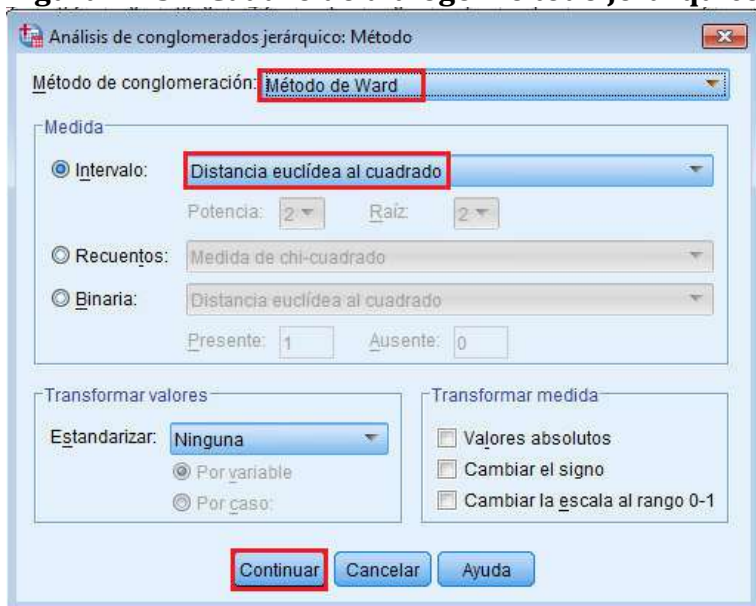 Análisis de conglomerados jerárquico: Método
Método de conglomeración: Método de Ward
Medida
Intervalo: Distancia euclídea al cuadrado
Potencia: 2 Raíz: 2
Recuentos: Medida de chi-cuadrado
Binaria: Distancia euclídea al cuadrado
Presente: 1 Ausente: 0
Transformar valores
Estandarizar: Ninguna
Por variable
Por caso:
Transformar medida
Valores absolutos
Cambiar el signo
Cambiar la escala al rango 0-1
Continuar Cancelar Ayuda